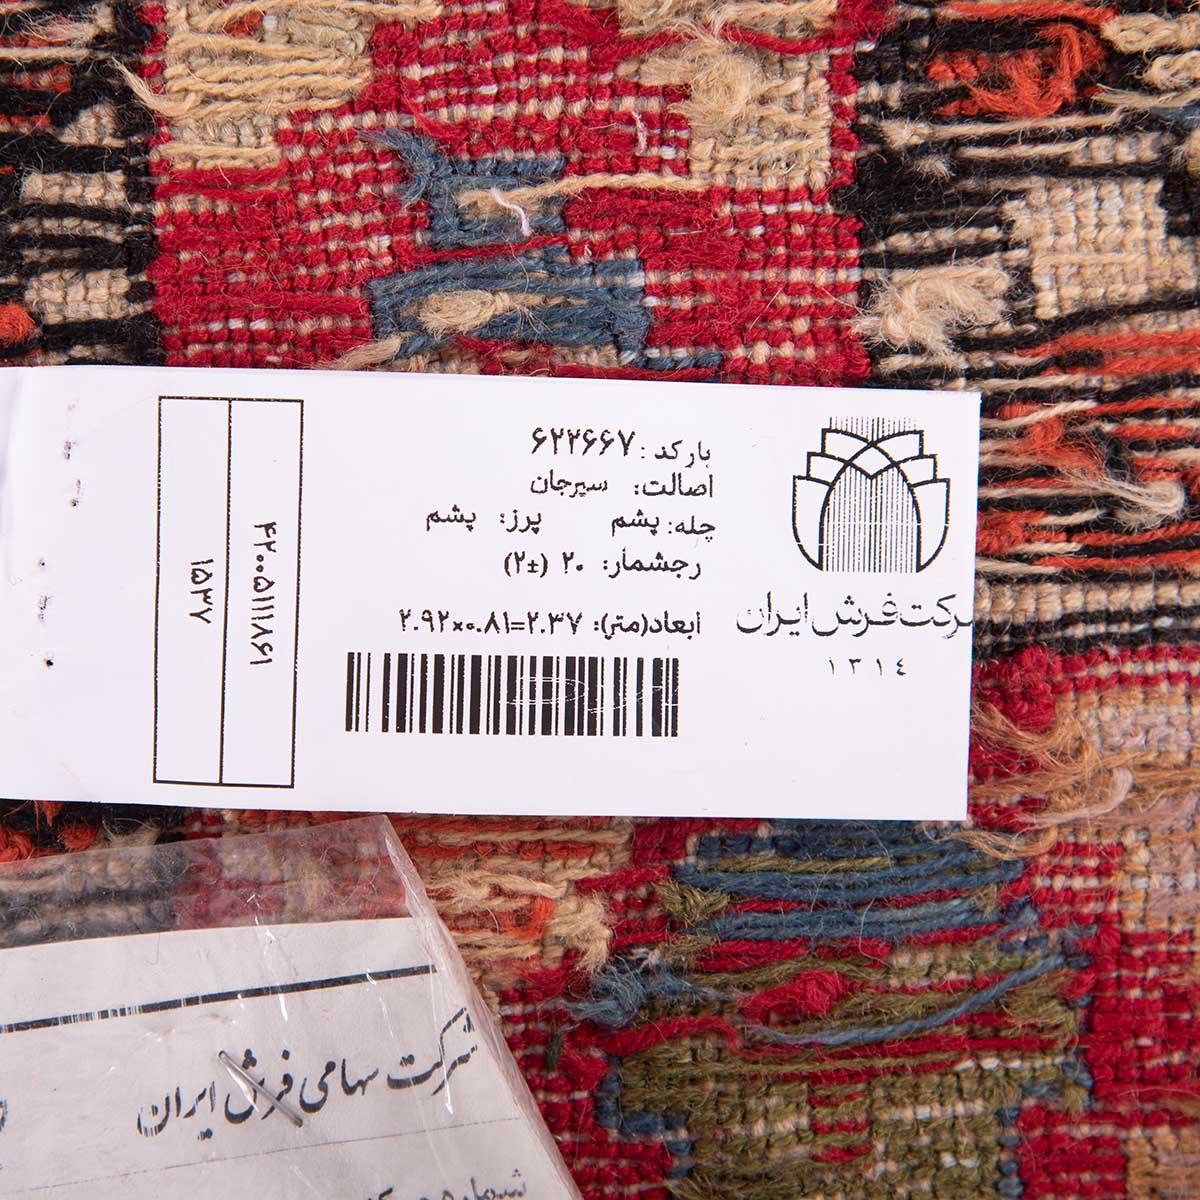 بارکد: ۶۲۲۶۶۷
اصالت: سیرجان
چله: پشم پرز: پشم
رجشمار: ۲۰ (±۲)
ابعاد(متر): ۲.۹۲×۰.۸۱=۲.۳۷
شرکت فرش ایران
۱۳۱٤
۴۲۰۰۵۱۱۱۸۶۱
۱۵۳۷
شرکت سهامی فرش ایران